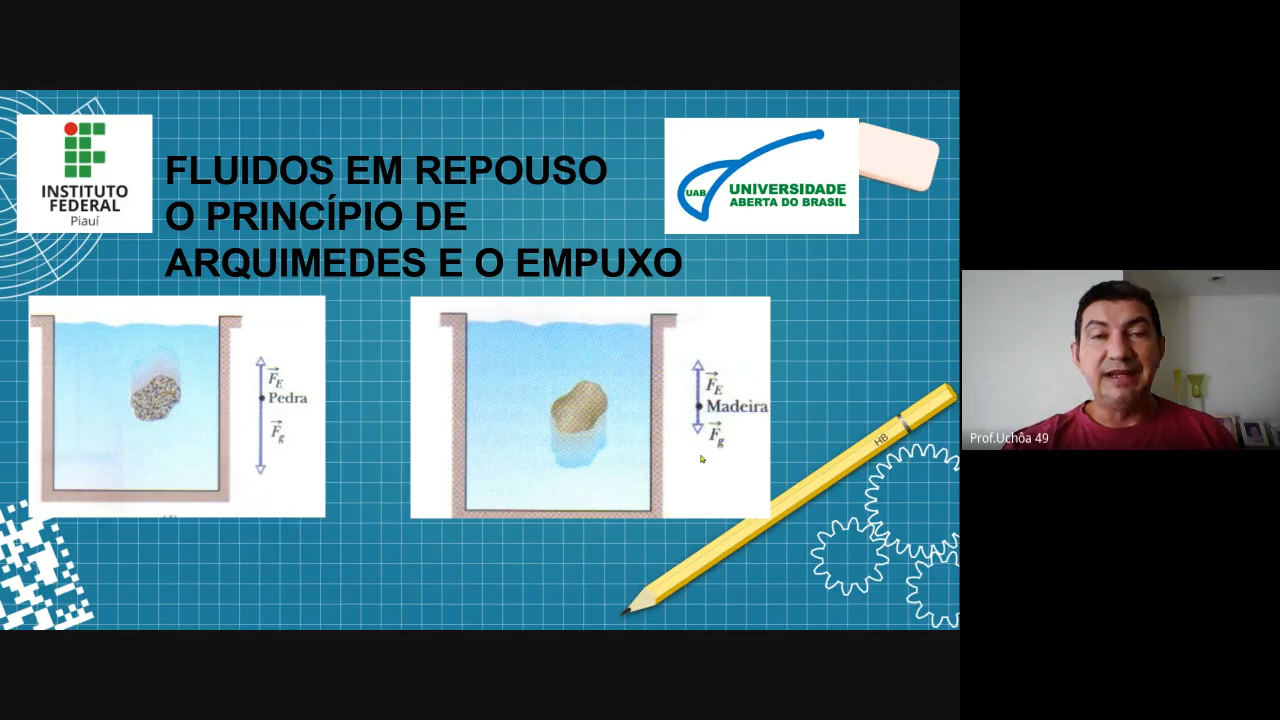 INSTITUTO
FEDERAL
Piauí
FLUIDOS EM REPOUSO
O PRINCÍPIO DE
ARQUIMEDES E O EMPUXO
UAB
UNIVERSIDADE
ABERTA DO BRASIL
F_E
Pedra
F_g
F_E
Madeira
F_g
HB
Prof.Uchôa 49